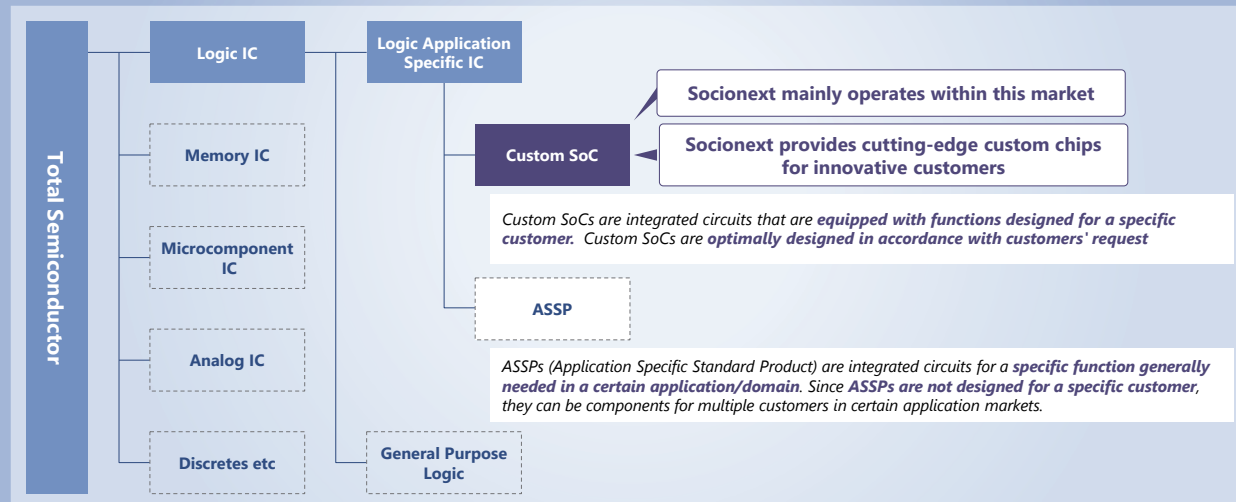 Total Semiconductor
Logic IC
Logic Application
Specific IC
Socionext mainly operates within this market
Memory IC
Custom SoC
Socionext provides cutting-edge custom chips
for innovative customers
Custom SoCs are integrated circuits that are equipped with functions designed for a specific
customer.  Custom SoCs are optimally designed in accordance with customers' request
Microcomponent
IC
ASSP
Analog IC
ASSPs (Application Specific Standard Product) are integrated circuits for a specific function generally
needed in a certain application/domain. Since ASSPs are not designed for a specific customer,
they can be components for multiple customers in certain application markets.
Discretes etc
General Purpose
Logic